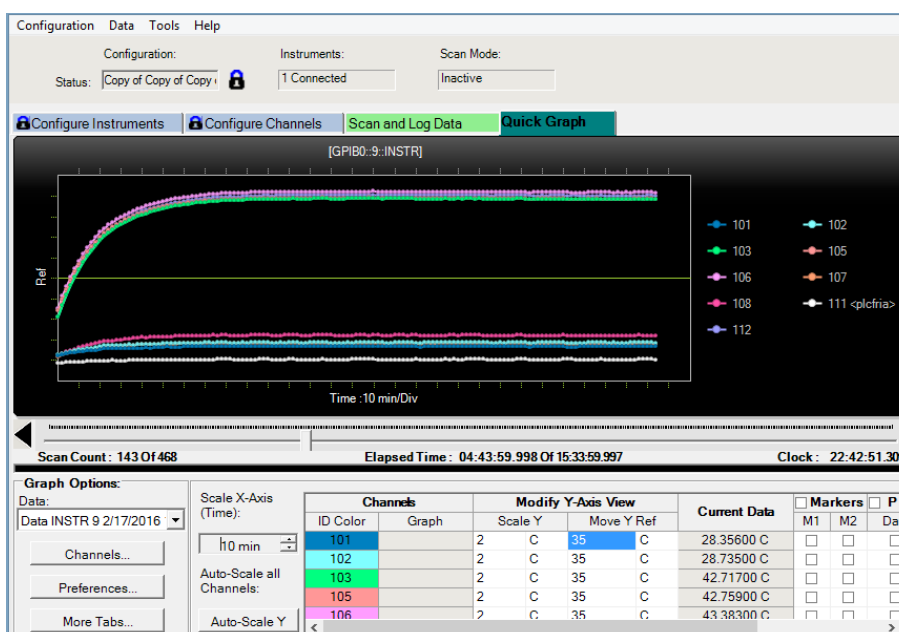 Configuration Data Tools Help
Configuration: Instruments: Scan Mode:
Status: Copy of Copy of Copy 1 Connected Inactive
Configure Instruments Configure Channels Scan and Log Data Quick Graph
[GPIB0::9::INSTR]
Ref
101 102
103 105
106 107
108 111 <plcfria>
112
Time :10 min/Div
Scan Count : 143 Of 468 Elapsed Time : 04:43:59.998 Of 15:33:59.997 Clock : 22:42:51.30
Graph Options:
Data:
Data INSTR 9 2/17/2016
Channels...
Preferences...
More Tabs...
Scale X-Axis
(Time):
10 min
Auto-Scale all
Channels:
Auto-Scale Y
Channels Modify Y-Axis View Current Data Markers P
ID Color Graph Scale Y Move Y Ref M1 M2 Da
101 2 C 35 C 28.35600 C
102 2 C 35 C 28.73500 C
103 2 C 35 C 42.71700 C
105 2 C 35 C 42.75900 C
106 2 C 35 C 43.38300 C